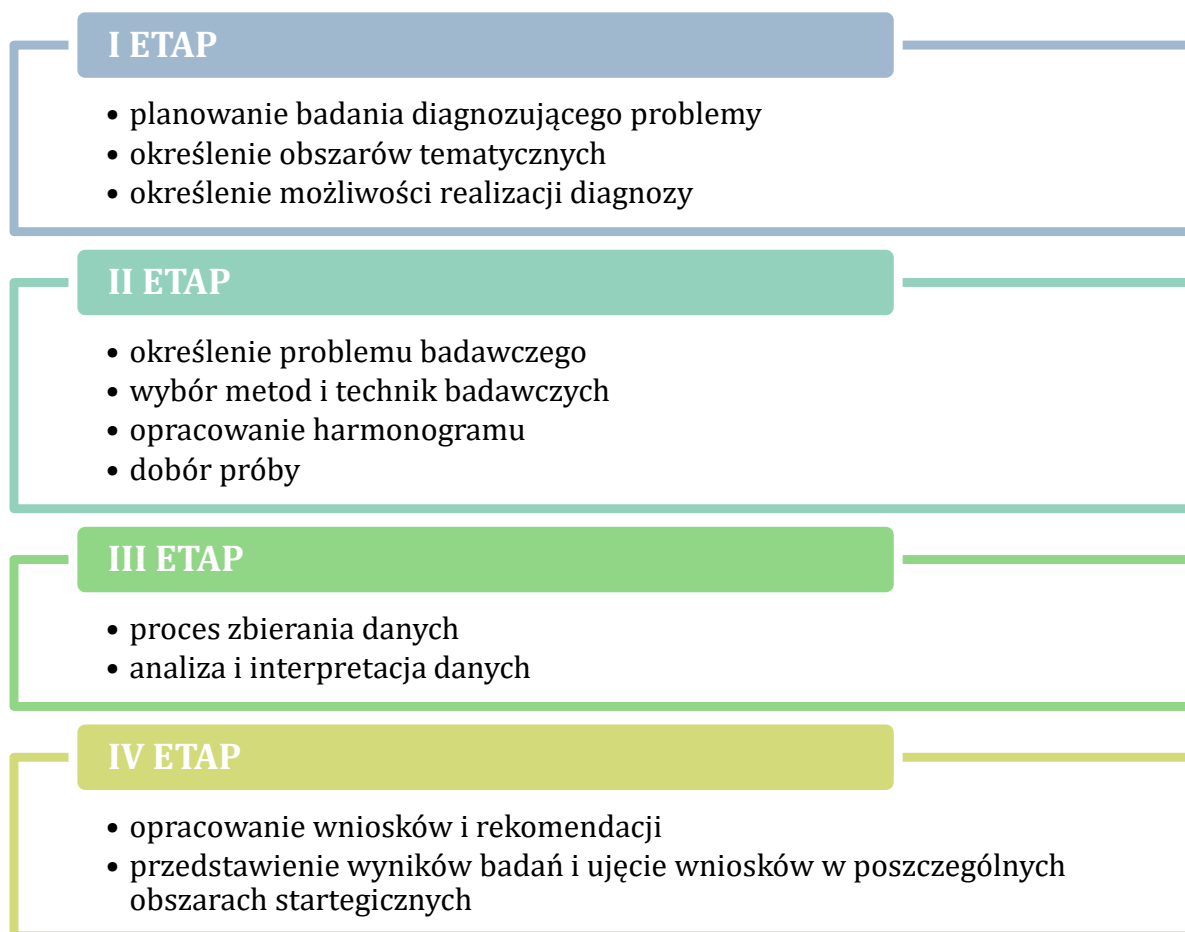 I ETAP
• planowanie badania diagnozującego problemy
• określenie obszarów tematycznych
• określenie możliwości realizacji diagnozy
II ETAP
• określenie problemu badawczego
• wybór metod i technik badawczych
• opracowanie harmonogramu
• dobór próby
III ETAP
• proces zbierania danych
• analiza i interpretacja danych
IV ETAP
• opracowanie wniosków i rekomendacji
• przedstawienie wyników badań i ujęcie wniosków w poszczególnych
obszarach startegicznych